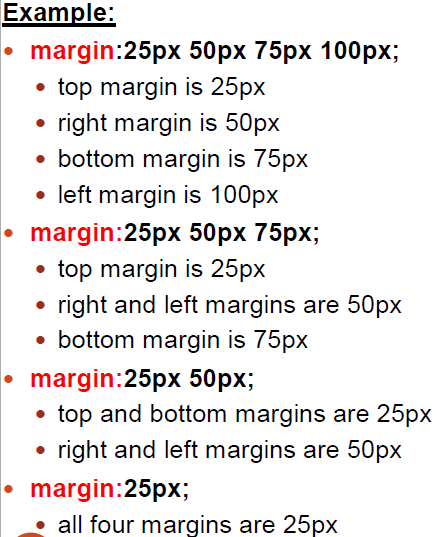 Example:
• margin:25px 50px 75px 100px;
• top margin is 25px
• right margin is 50px
• bottom margin is 75px
• left margin is 100px
• margin:25px 50px 75px;
• top margin is 25px
• right and left margins are 50px
• bottom margin is 75px
• margin:25px 50px;
• top and bottom margins are 25px
• right and left margins are 50px
• margin:25px;
• all four margins are 25px